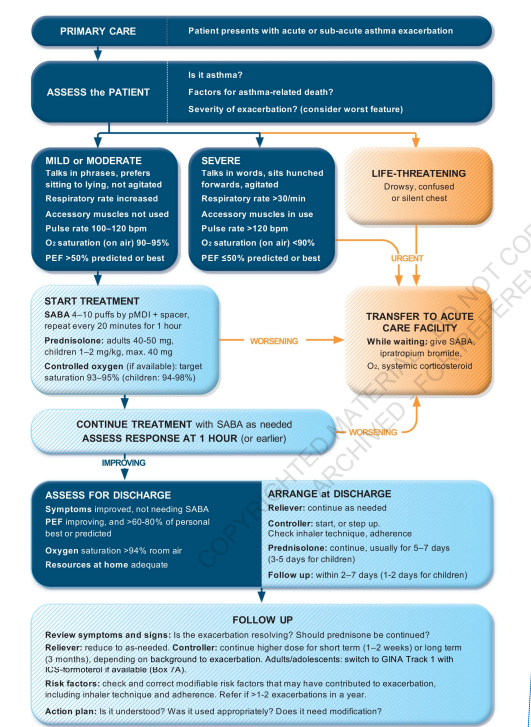 PRIMARY CARE
Patient presents with acute or sub-acute asthma exacerbation
ASSESS the PATIENT
Is it asthma?
Factors for asthma-related death?
Severity of exacerbation? (consider worst feature)
MILD or MODERATE
Talks in phrases, prefers
sitting to lying, not agitated
Respiratory rate increased
Accessory muscles not used
Pulse rate 100–120 bpm
O₂ saturation (on air) 90–95%
PEF >50% predicted or best
SEVERE
Talks in words, sits hunched
forwards, agitated
Respiratory rate >30/min
Accessory muscles in use
Pulse rate >120 bpm
O₂ saturation (on air) <90%
PEF ≤50% predicted or best
LIFE-THREATENING
Drowsy, confused
or silent chest
URGENT
START TREATMENT
SABA 4–10 puffs by pMDI + spacer,
repeat every 20 minutes for 1 hour
Prednisolone: adults 40-50 mg,
children 1–2 mg/kg, max. 40 mg
Controlled oxygen (if available): target
saturation 93–95% (children: 94-98%)
WORSENING
TRANSFER TO ACUTE
CARE FACILITY
While waiting: give SABA,
ipratropium bromide,
O₂, systemic corticosteroid
CONTINUE TREATMENT with SABA as needed
ASSESS RESPONSE AT 1 HOUR (or earlier)
WORSENING
IMPROVING
ASSESS FOR DISCHARGE
Symptoms improved, not needing SABA
PEF improving, and >60-80% of personal
best or predicted
Oxygen saturation >94% room air
Resources at home adequate
ARRANGE at DISCHARGE
Reliever: continue as needed
Controller: start, or step up.
Check inhaler technique, adherence
Prednisolone: continue, usually for 5–7 days
(3-5 days for children)
Follow up: within 2–7 days (1-2 days for children)
FOLLOW UP
Review symptoms and signs: Is the exacerbation resolving? Should prednisone be continued?
Reliever: reduce to as-needed. Controller: continue higher dose for short term (1–2 weeks) or long term
(3 months), depending on background to exacerbation. Adults/adolescents: switch to GINA Track 1 with
ICS-formoterol if available (Box 7A).
Risk factors: check and correct modifiable risk factors that may have contributed to exacerbation,
including inhaler technique and adherence. Refer if >1-2 exacerbations in a year.
Action plan: Is it understood? Was it used appropriately? Does it need modification?
COPYRIGHTED MATERIAL - DO NOT COP
ARCHIVED - FOR REFEREN